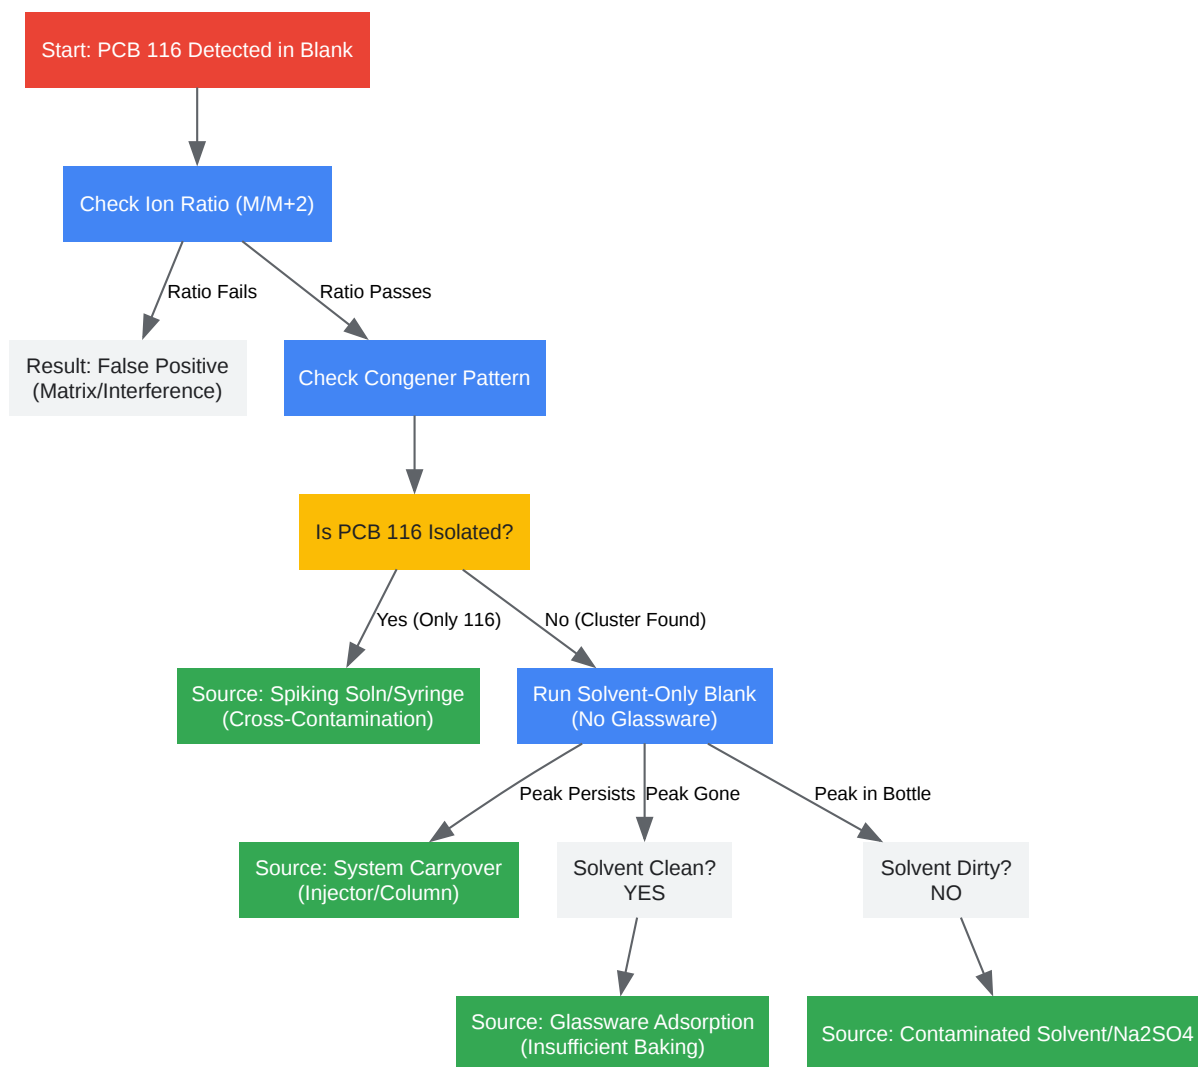 Start: PCB 116 Detected in Blank
Check Ion Ratio (M/M+2)
Ratio Fails
Ratio Passes
Result: False Positive
(Matrix/Interference)
Check Congener Pattern
Is PCB 116 Isolated?
Yes (Only 116)
No (Cluster Found)
Source: Spiking Soln/Syringe
(Cross-Contamination)
Run Solvent-Only Blank
(No Glassware)
Peak Persists
Peak Gone
Peak in Bottle
Source: System Carryover
(Injector/Column)
Solvent Clean?
YES
Solvent Dirty?
NO
Source: Glassware Adsorption
(Insufficient Baking)
Source: Contaminated Solvent/Na2SO4